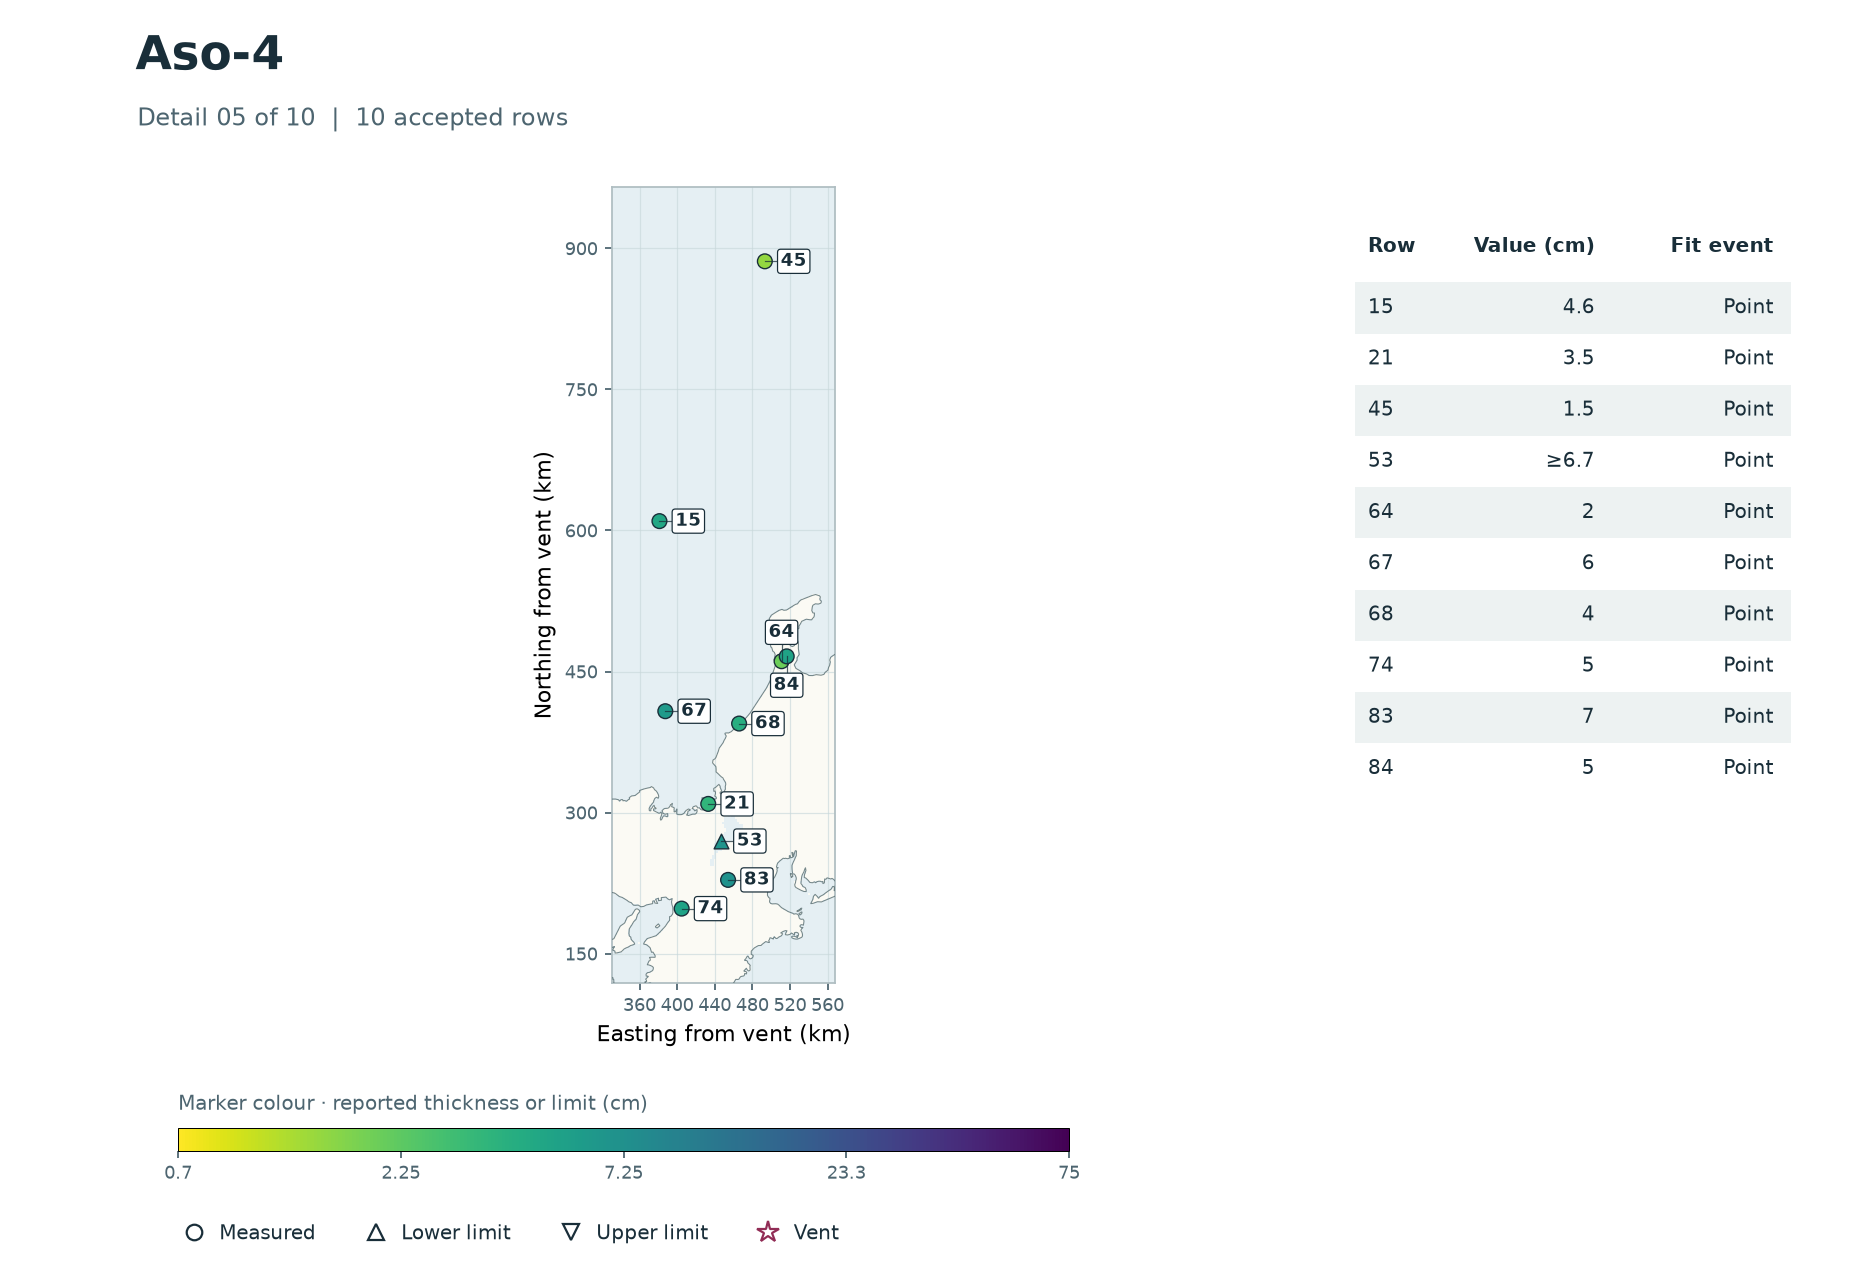 Aso-4
Detail 05 of 10 | 10 accepted rows
Northing from vent (km)
900
750
600
450
300
150
45
15
64
84
67
68
21
53
83
74
360 400 440 480 520 560
Easting from vent (km)
Row Value (cm) Fit event
15 4.6 Point
21 3.5 Point
45 1.5 Point
53 ≥6.7 Point
64 2 Point
67 6 Point
68 4 Point
74 5 Point
83 7 Point
84 5 Point
Marker colour · reported thickness or limit (cm)
0.7 2.25 7.25 23.3 75
Measured Lower limit Upper limit Vent